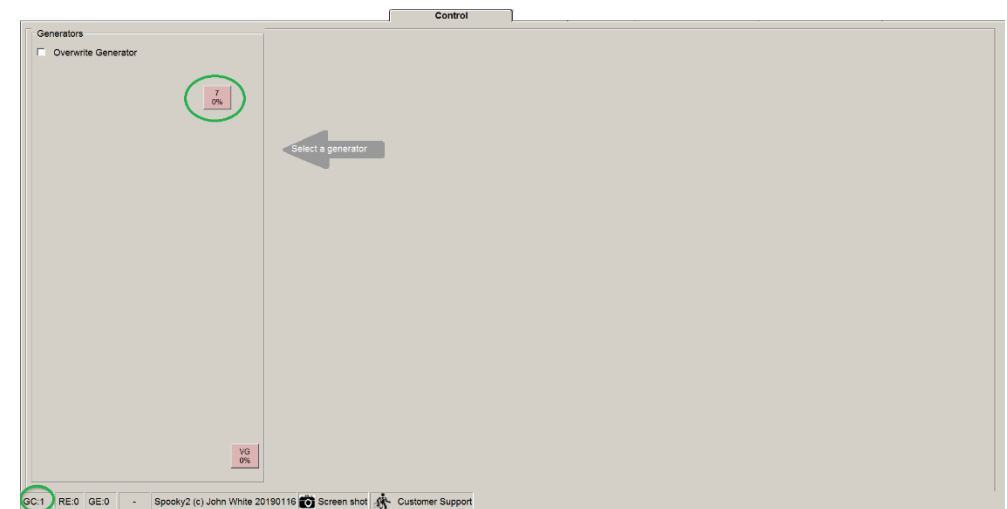 Control
Generators
Overwrite Generator
7
0%
Select a generator
VG
0%
GC:1 RE:0 GE:0 - Spooky2 (c) John White 20190116 Screen shot Customer Support